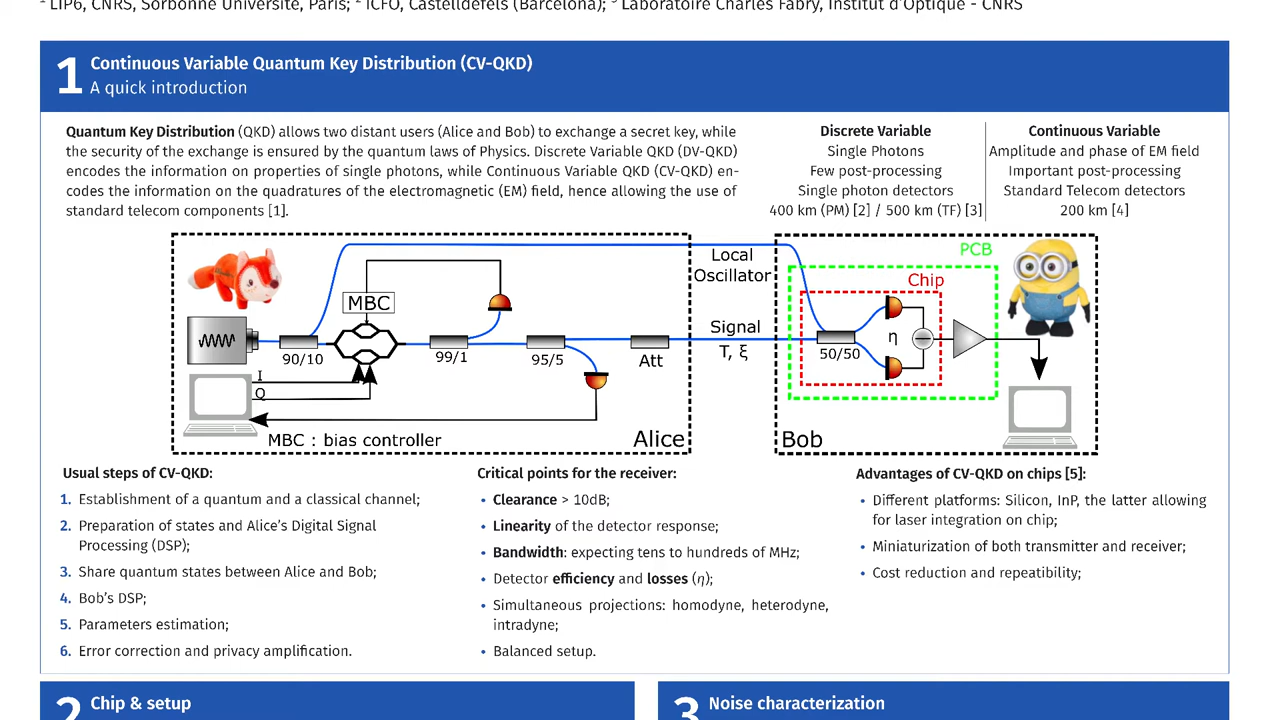 ¹ LIP6, CNRS, Sorbonne Université, Paris; ² ICFO, Castelldefels (Barcelona); ³ Laboratoire Charles Fabry, Institut d'Optique - CNRS
1 Continuous Variable Quantum Key Distribution (CV-QKD)
A quick introduction
Quantum Key Distribution (QKD) allows two distant users (Alice and Bob) to exchange a secret key, while
the security of the exchange is ensured by the quantum laws of Physics. Discrete Variable QKD (DV-QKD)
encodes the information on properties of single photons, while Continuous Variable QKD (CV-QKD) en-
codes the information on the quadratures of the electromagnetic (EM) field, hence allowing the use of
standard telecom components [1].
Discrete Variable
Single Photons
Few post-processing
Single photon detectors
400 km (PM) [2] / 500 km (TF) [3]
Continuous Variable
Amplitude and phase of EM field
Important post-processing
Standard Telecom detectors
200 km [4]
MBC
90/10
99/1
95/5
Att
I
Q
MBC : bias controller
Alice
Local
Oscillator
Signal
T, ξ
PCB
Chip
50/50
η
Bob
Usual steps of CV-QKD:
1. Establishment of a quantum and a classical channel;
2. Preparation of states and Alice's Digital Signal
Processing (DSP);
3. Share quantum states between Alice and Bob;
4. Bob's DSP;
5. Parameters estimation;
6. Error correction and privacy amplification.
Critical points for the receiver:
• Clearance > 10dB;
• Linearity of the detector response;
• Bandwidth: expecting tens to hundreds of MHz;
• Detector efficiency and losses (η);
• Simultaneous projections: homodyne, heterodyne,
intradyne;
• Balanced setup.
Advantages of CV-QKD on chips [5]:
• Different platforms: Silicon, InP, the latter allowing
for laser integration on chip;
• Miniaturization of both transmitter and receiver;
• Cost reduction and repeatibility;
2 Chip & setup
3 Noise characterization